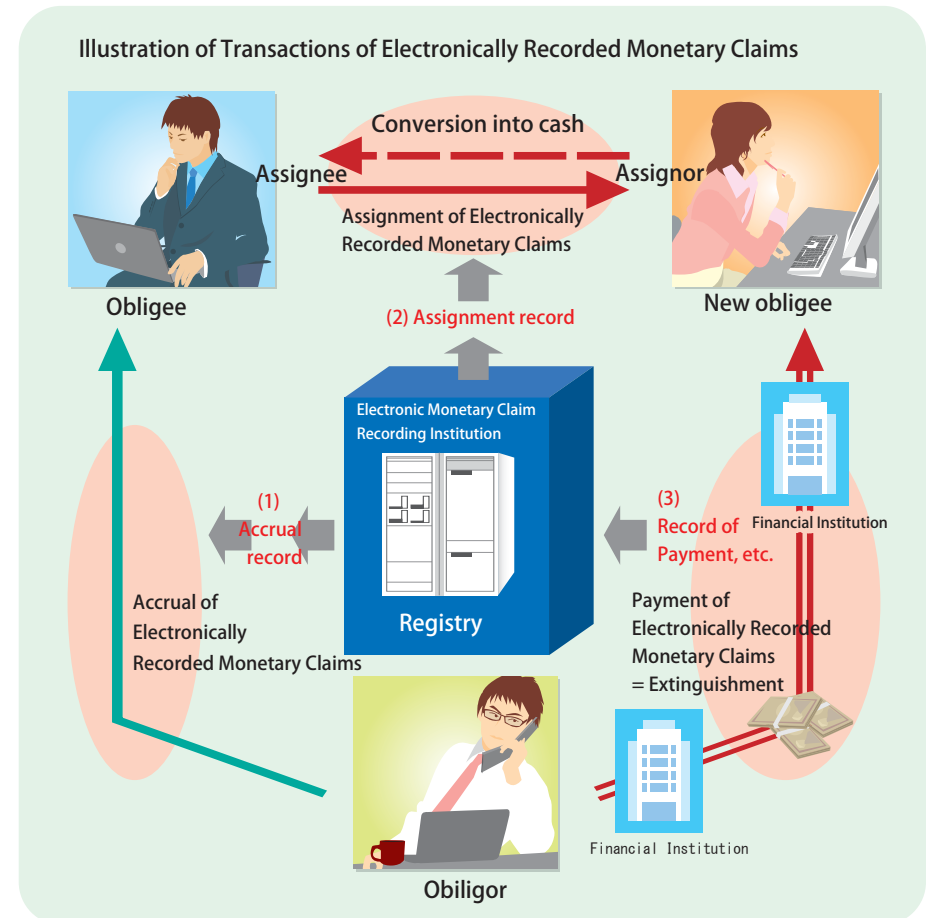 Illustration of Transactions of Electronically Recorded Monetary Claims
Conversion into cash
Assignee
Assignor
Assignment of Electronically
Recorded Monetary Claims
Obligee
New obligee
(2) Assignment record
Electronic Monetary Claim
Recording Institution
(1)
Accrual
record
(3)
Record of
Payment, etc.
Financial Institution
Accrual of
Electronically
Recorded Monetary Claims
Registry
Payment of
Electronically Recorded
Monetary Claims
= Extinguishment
Financial Institution
Obiligor